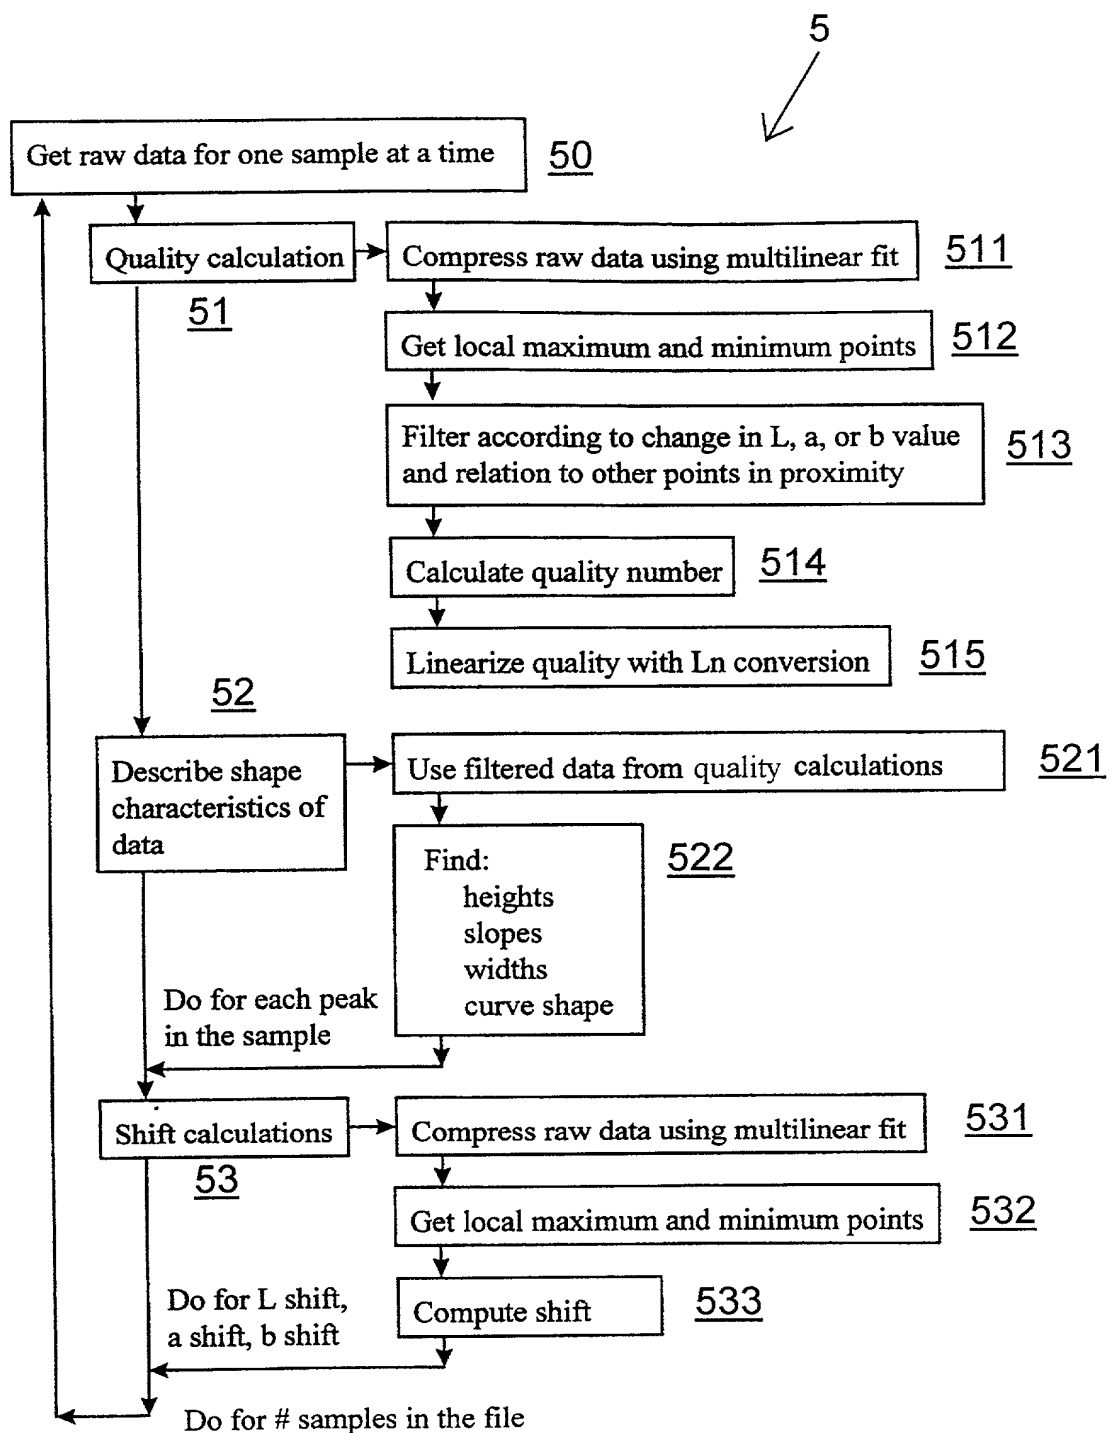 5
Get raw data for one sample at a time
50
Quality calculation
51
Compress raw data using multilinear fit
511
Get local maximum and minimum points
512
Filter according to change in L, a, or b value
and relation to other points in proximity
513
Calculate quality number
514
Linearize quality with Ln conversion
515
52
Describe shape
characteristics of
data
Use filtered data from quality calculations
521
Find:
heights
slopes
widths
curve shape
522
Do for each peak
in the sample
Shift calculations
53
Compress raw data using multilinear fit
531
Get local maximum and minimum points
532
Compute shift
533
Do for L shift,
a shift, b shift
Do for # samples in the file